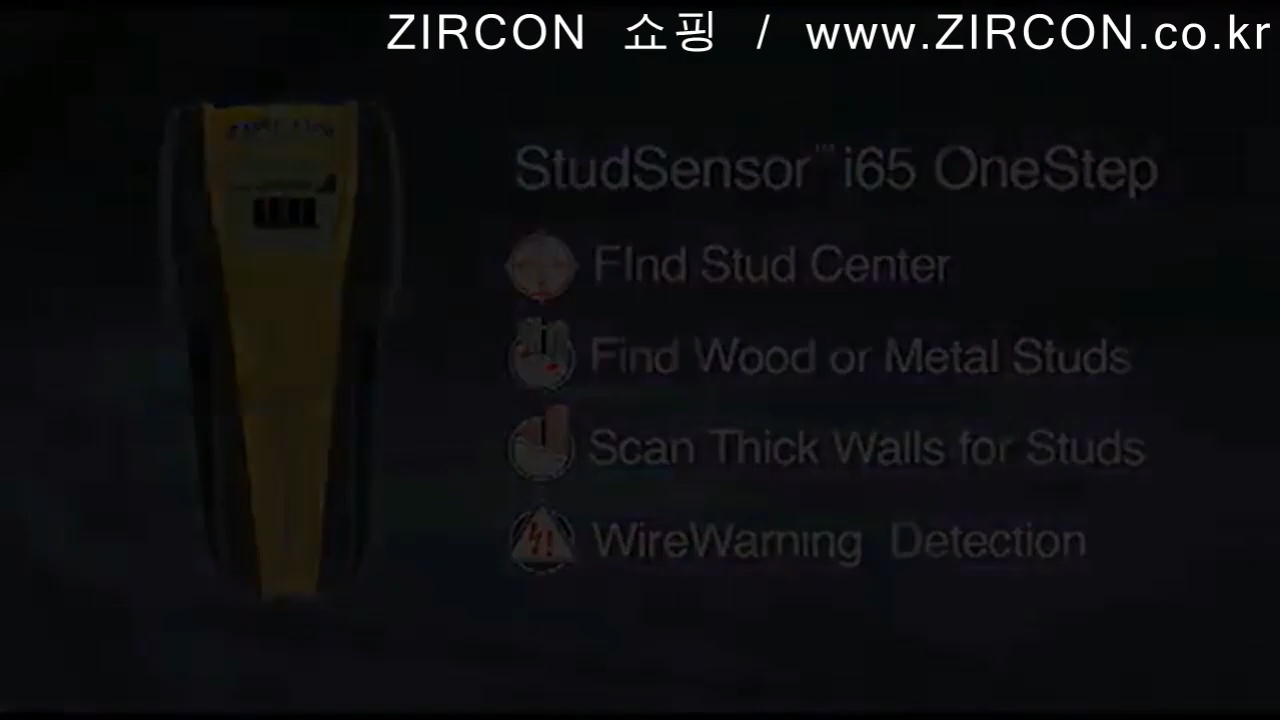 ZIRCON 쇼핑 / www.ZIRCON.co.kr
StudSensor™ i65 OneStep
FInd Stud Center
Find Wood or Metal Studs
Scan Thick Walls for Studs
WireWarning Detection